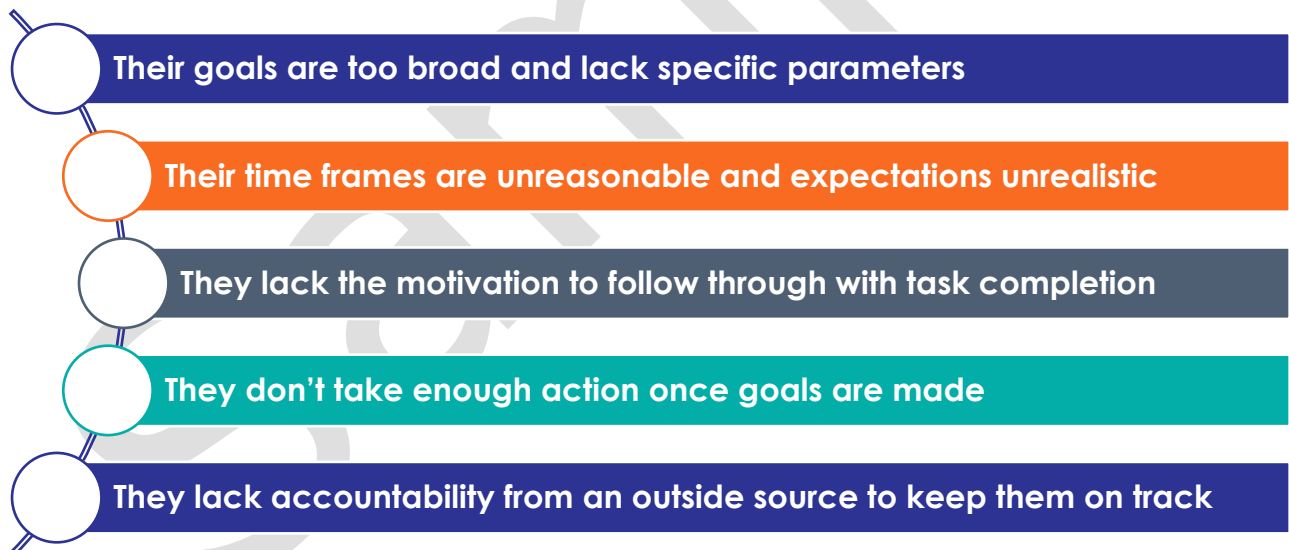 Their goals are too broad and lack specific parameters
Their time frames are unreasonable and expectations unrealistic
They lack the motivation to follow through with task completion
They don’t take enough action once goals are made
They lack accountability from an outside source to keep them on track